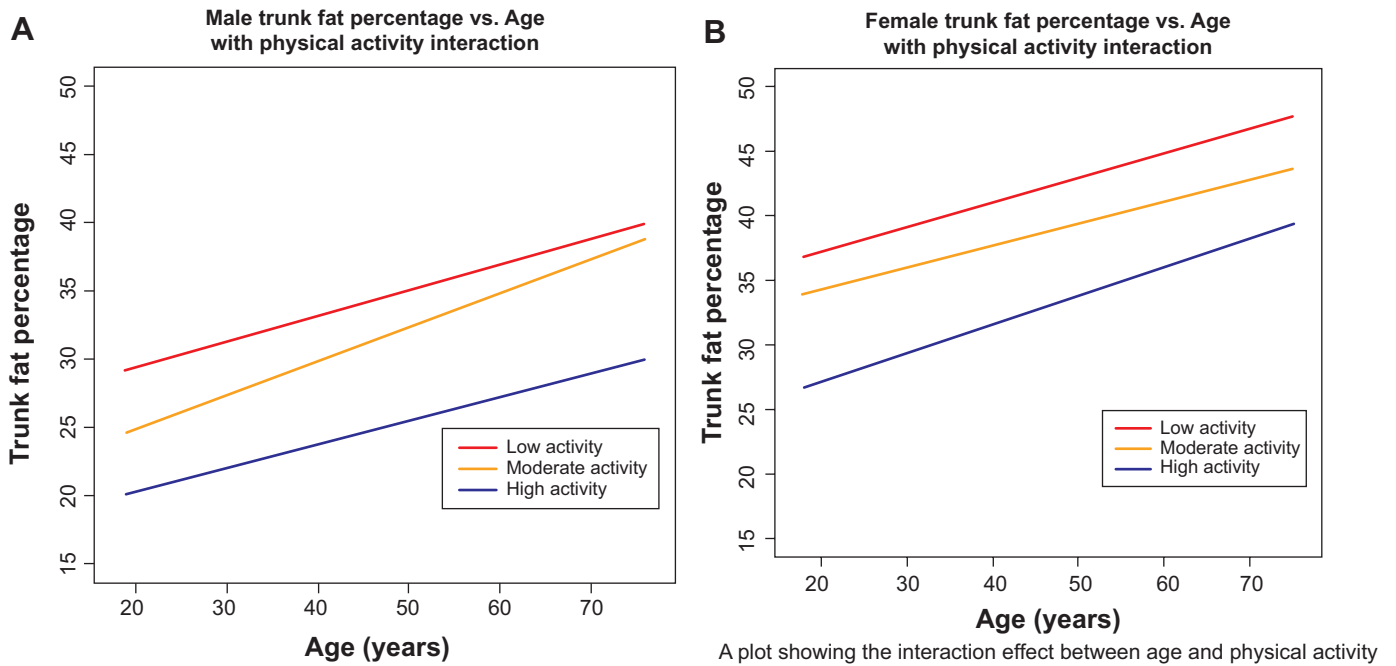 A
Male trunk fat percentage vs. Age
with physical activity interaction
Trunk fat percentage
50
45
40
35
30
25
20
15
Low activity
Moderate activity
High activity
20 30 40 50 60 70
Age (years)
B
Female trunk fat percentage vs. Age
with physical activity interaction
Trunk fat percentage
50
45
40
35
30
25
20
15
Low activity
Moderate activity
High activity
20 30 40 50 60 70
Age (years)
A plot showing the interaction effect between age and physical activity